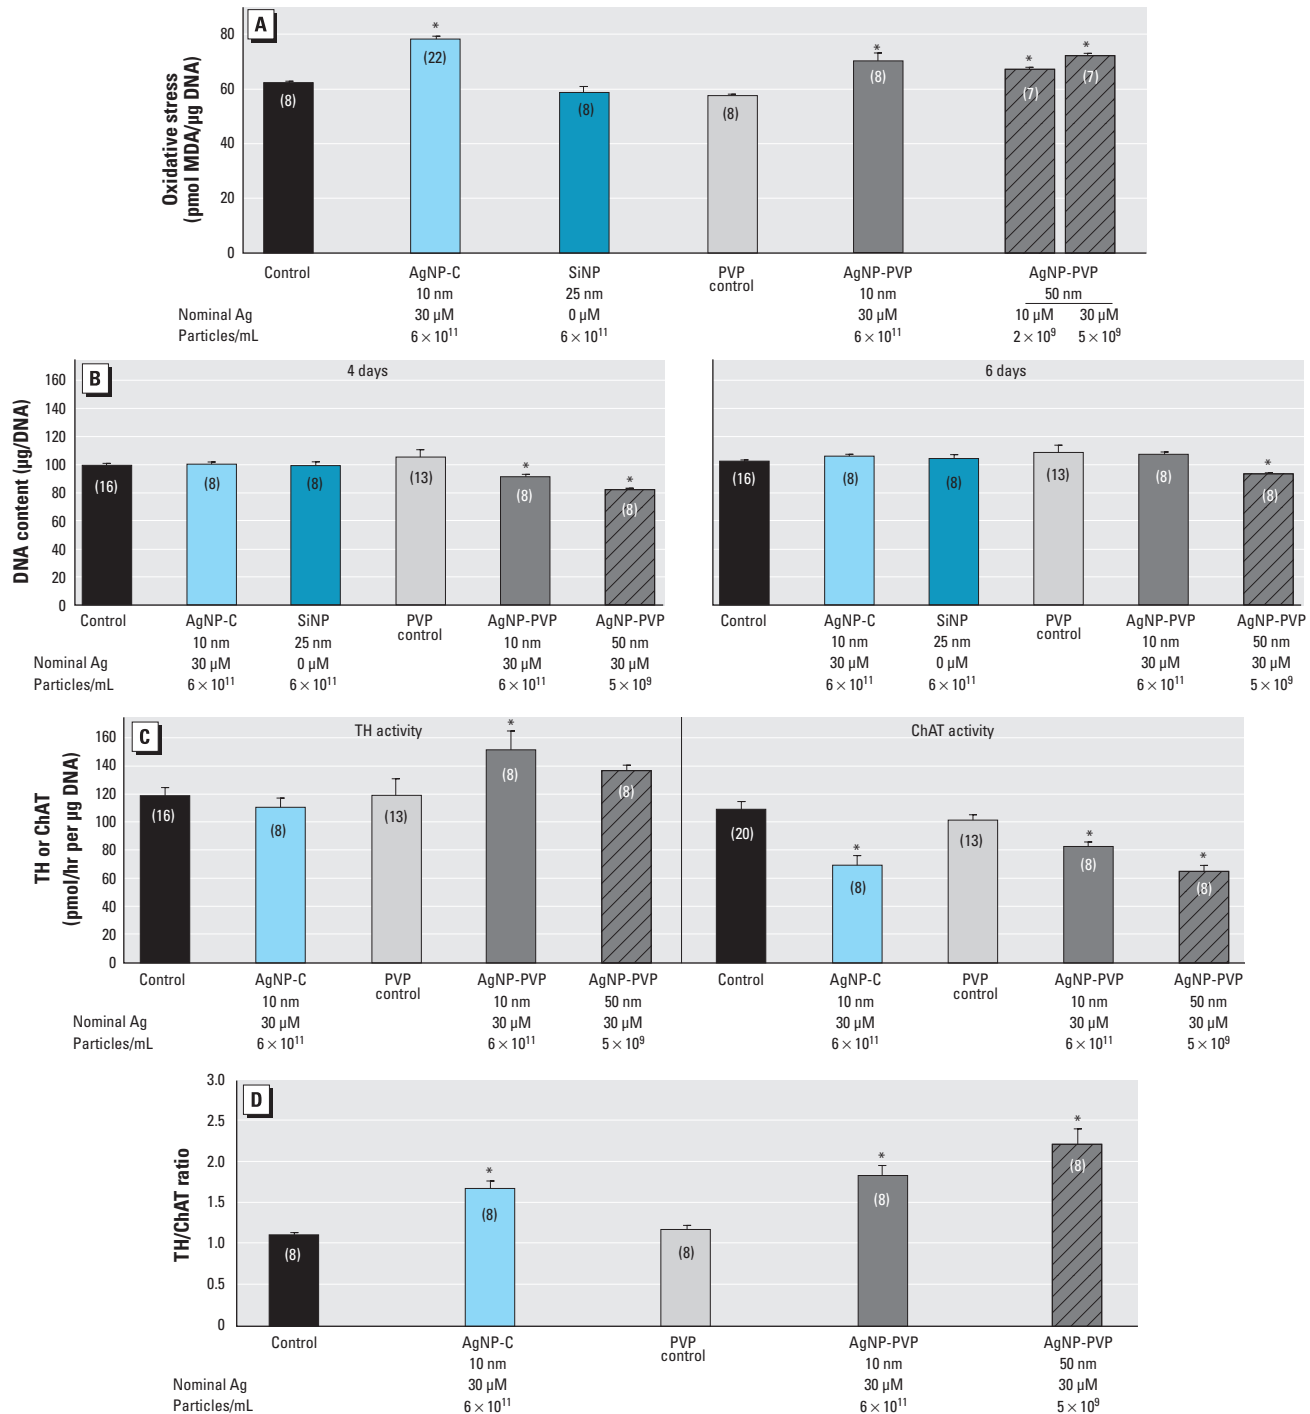 A
Oxidative stress
(pmol MDA/µg DNA)
80
60
40
20
0
(8)
*
(22)
(8)
(8)
*
(8)
*
(7)
*
(7)
Control AgNP-C SiNP PVP control AgNP-PVP AgNP-PVP
10 nm 25 nm 10 nm 50 nm
Nominal Ag 30 µM 0 µM 30 µM 10 µM 30 µM
Particles/mL 6 × 10¹¹ 6 × 10¹¹ 6 × 10¹¹ 2 × 10⁹ 5 × 10⁹
B
4 days
DNA content (µg/DNA)
160
140
120
100
80
60
40
20
0
(16)
(8)
(8)
(13)
*
(8)
*
(8)
Control AgNP-C SiNP PVP control AgNP-PVP AgNP-PVP
10 nm 25 nm 10 nm 50 nm
Nominal Ag 30 µM 0 µM 30 µM 30 µM
Particles/mL 6 × 10¹¹ 6 × 10¹¹ 6 × 10¹¹ 5 × 10⁹
6 days
(16)
(8)
(8)
(13)
(8)
*
(8)
Control AgNP-C SiNP PVP control AgNP-PVP AgNP-PVP
10 nm 25 nm 10 nm 50 nm
30 µM 0 µM 30 µM 30 µM
6 × 10¹¹ 6 × 10¹¹ 6 × 10¹¹ 5 × 10⁹
C
TH activity
TH or ChAT
(pmol/hr per µg DNA)
160
140
120
100
80
60
40
20
0
(16)
(8)
(13)
*
(8)
(8)
Control AgNP-C PVP control AgNP-PVP AgNP-PVP
10 nm 10 nm 50 nm
Nominal Ag 30 µM 30 µM 30 µM
Particles/mL 6 × 10¹¹ 6 × 10¹¹ 5 × 10⁹
ChAT activity
(20)
*
(8)
(13)
*
(8)
*
(8)
Control AgNP-C PVP control AgNP-PVP AgNP-PVP
10 nm 10 nm 50 nm
30 µM 30 µM 30 µM
6 × 10¹¹ 6 × 10¹¹ 5 × 10⁹
D
TH/ChAT ratio
3.0
2.5
2.0
1.5
1.0
0.5
0
(8)
*
(8)
(8)
*
(8)
*
(8)
Control AgNP-C PVP control AgNP-PVP AgNP-PVP
10 nm 10 nm 50 nm
Nominal Ag 30 µM 30 µM 30 µM
Particles/mL 6 × 10¹¹ 6 × 10¹¹ 5 × 10⁹